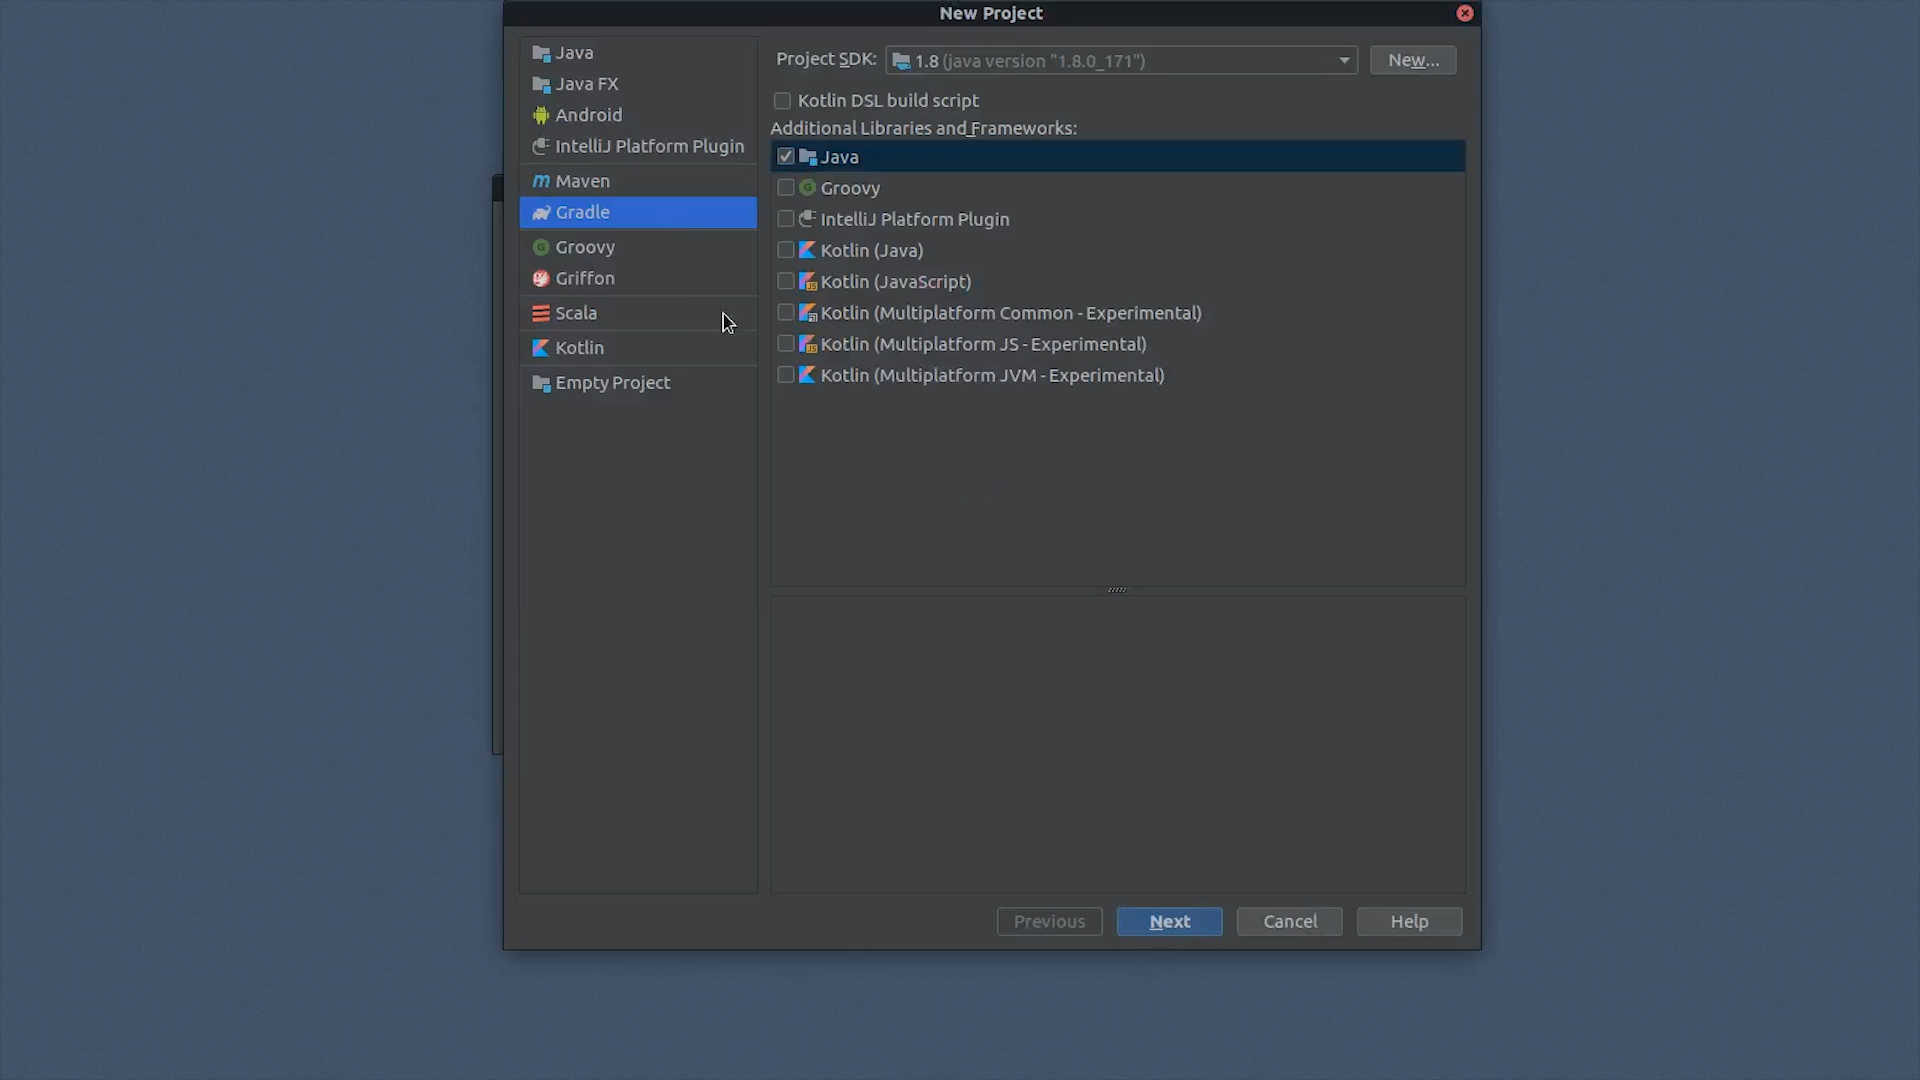 New Project
Java
Java FX
Android
IntelliJ Platform Plugin
Maven
Gradle
Groovy
Griffon
Scala
Kotlin
Empty Project
Project SDK: 1.8 (java version "1.8.0_171") New...
Kotlin DSL build script
Additional Libraries and Frameworks:
Java
Groovy
IntelliJ Platform Plugin
Kotlin (Java)
Kotlin (JavaScript)
Kotlin (Multiplatform Common - Experimental)
Kotlin (Multiplatform JS - Experimental)
Kotlin (Multiplatform JVM - Experimental)
Previous Next Cancel Help